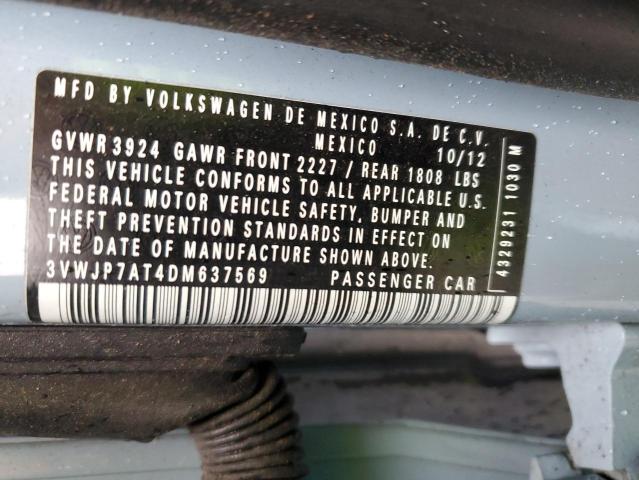 MFD BY VOLKSWAGEN DE MEXICO S.A. DE C.V.
MEXICO 10/12
GVWR 3924 GAWR FRONT 2227 / REAR 1808 LBS
THIS VEHICLE CONFORMS TO ALL APPLICABLE U.S.
FEDERAL MOTOR VEHICLE SAFETY, BUMPER AND
THEFT PREVENTION STANDARDS IN EFFECT ON
THE DATE OF MANUFACTURE SHOWN ABOVE.
3VWJP7AT4DM637569 PASSENGER CAR
4329231 1030 M